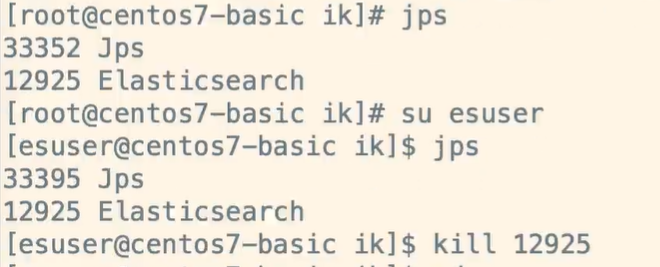 [root@centos7-basic ik]# jps
33352 Jps
12925 Elasticsearch
[root@centos7-basic ik]# su esuser
[esuser@centos7-basic ik]$ jps
33395 Jps
12925 Elasticsearch
[esuser@centos7-basic ik]$ kill 12925